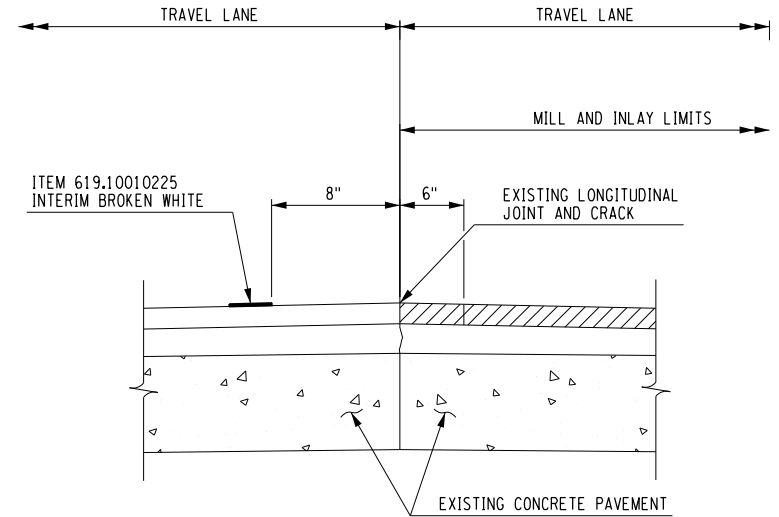 TRAVEL LANE
TRAVEL LANE
MILL AND INLAY LIMITS
ITEM 619.10010225
INTERIM BROKEN WHITE
8"
6"
EXISTING LONGITUDINAL
JOINT AND CRACK
EXISTING CONCRETE PAVEMENT